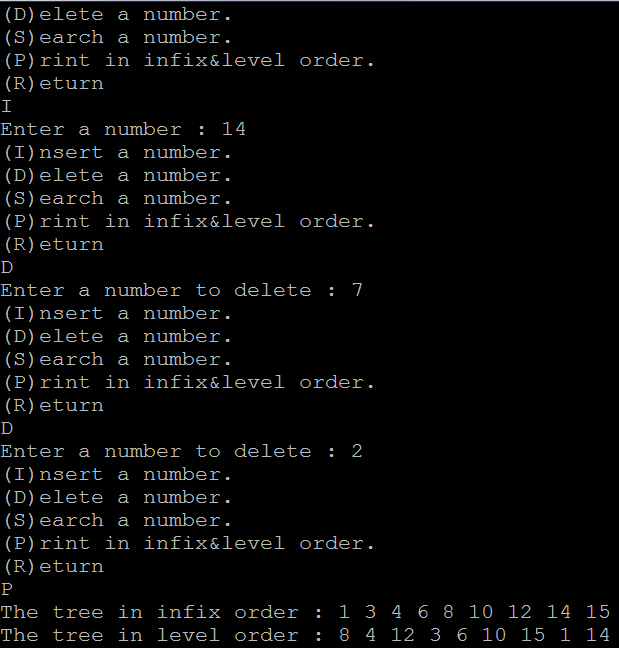 (D)elete a number.
(S)earch a number.
(P)rint in infix&level order.
(R)eturn
I
Enter a number : 14
(I)nsert a number.
(D)elete a number.
(S)earch a number.
(P)rint in infix&level order.
(R)eturn
D
Enter a number to delete : 7
(I)nsert a number.
(D)elete a number.
(S)earch a number.
(P)rint in infix&level order.
(R)eturn
D
Enter a number to delete : 2
(I)nsert a number.
(D)elete a number.
(S)earch a number.
(P)rint in infix&level order.
(R)eturn
P
The tree in infix order : 1 3 4 6 8 10 12 14 15
The tree in level order : 8 4 12 3 6 10 15 1 14